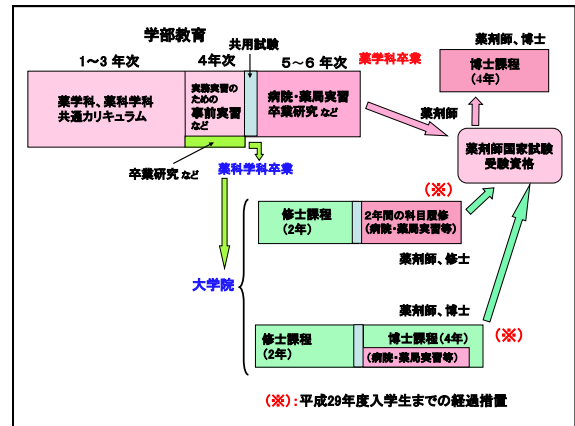 学部教育
共用試験
薬剤師、博士
1～3 年次
4年次
5～6 年次
薬学科卒業
博士課程
(4年)
薬学科、薬科学科
共通カリキュラム
実務実習の
ための
事前実習
など
病院・薬局実習
卒業研究 など
薬剤師
薬剤師国家試験
受験資格
卒業研究 など
薬科学科卒業
(※)
修士課程
(2年)
2年間の科目履修
(病院・薬局実習等)
薬剤師、修士
大学院
薬剤師、博士
修士課程
(2年)
博士課程(4年)
(病院・薬局実習等)
(※)
(※)：平成29年度入学生までの経過措置